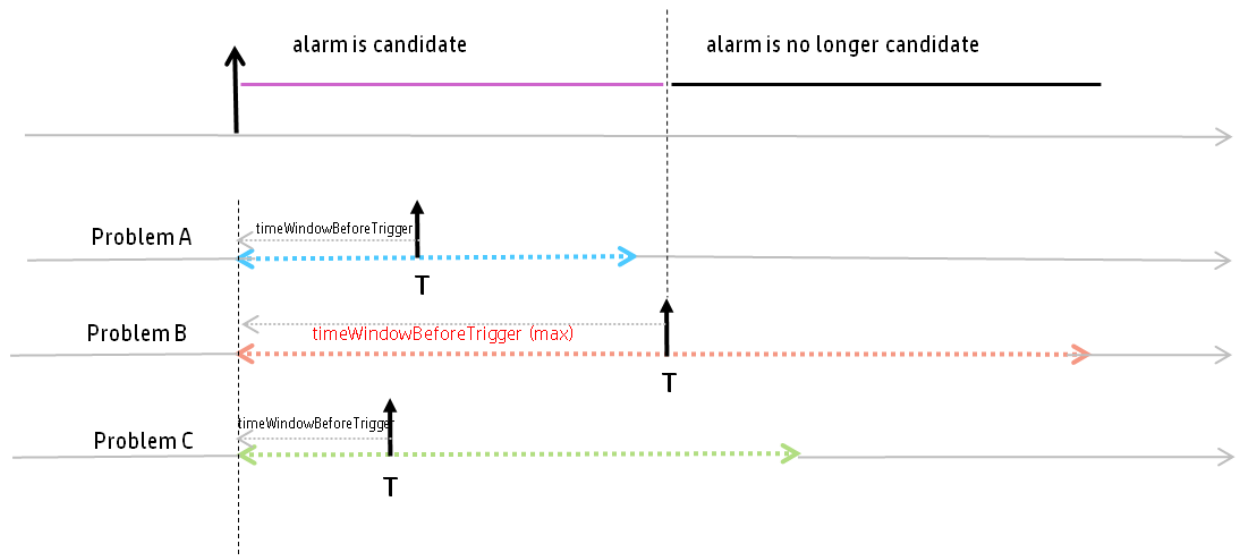 alarm is candidate
alarm is no longer candidate
timeWindowBeforeTrigger
Problem A
T
timeWindowBeforeTrigger (max)
Problem B
T
timeWindowBeforeTrigger
Problem C
T